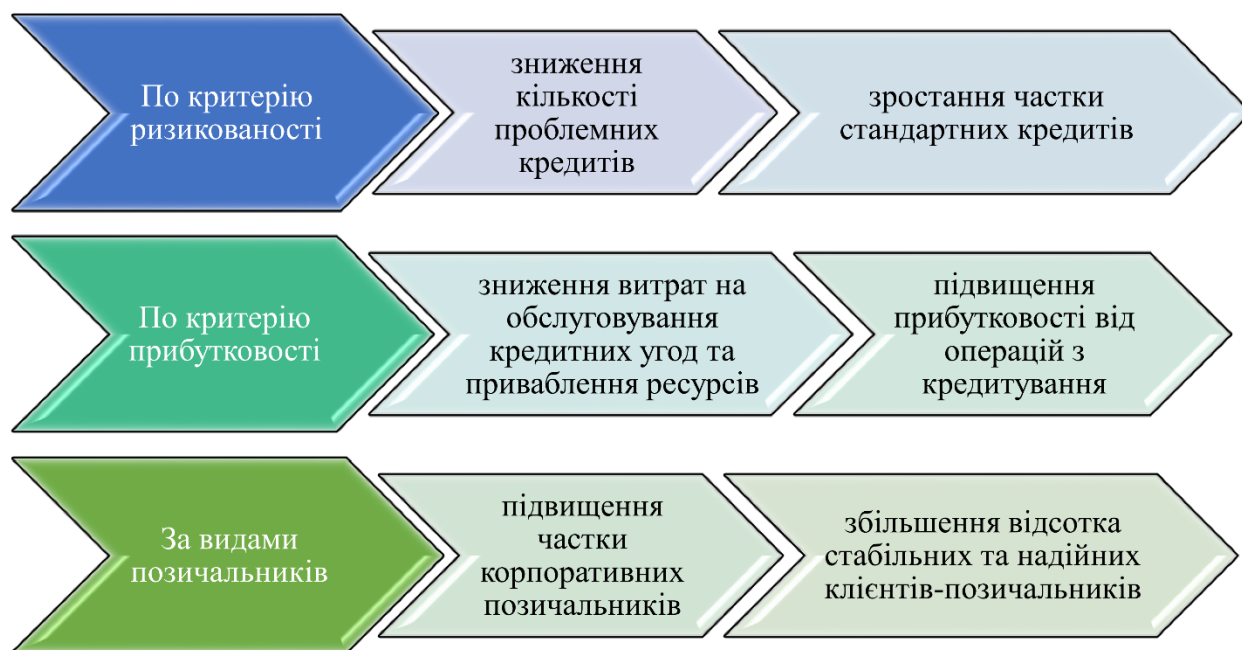 По критерію
ризикованості
зниження
кількості
проблемних
кредитів
зростання частки
стандартних кредитів
По критерію
прибутковості
зниження витрат на
обслуговування
кредитних угод та
приваблення ресурсів
підвищення
прибутковості від
операцій з
кредитування
За видами
позичальників
підвищення
частки
корпоративних
позичальників
збільшення відсотка
стабільних та надійних
клієнтів-позичальників